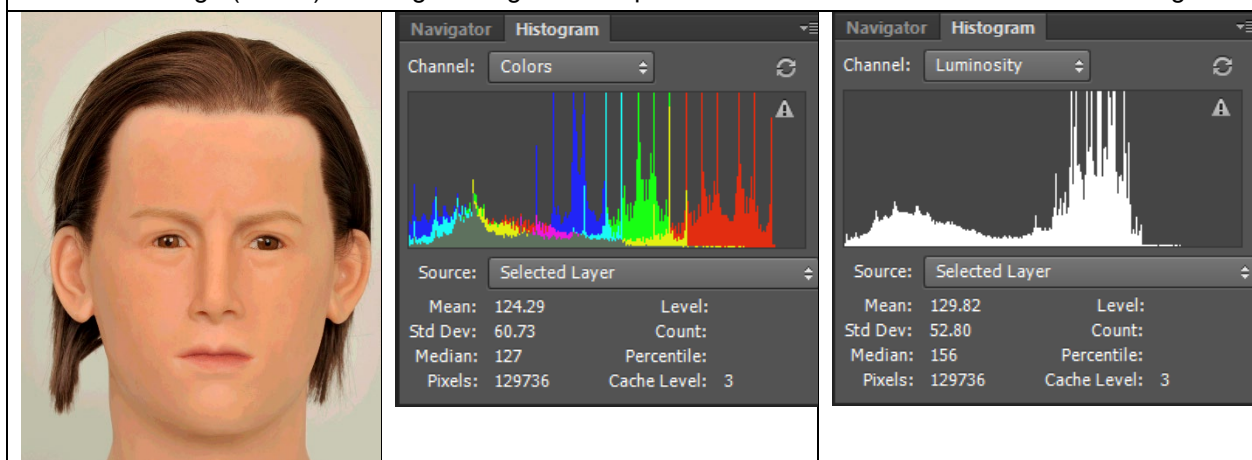 Navigator Histogram
Channel: Colors
Source: Selected Layer
Mean: 124.29 Level:
Std Dev: 60.73 Count:
Median: 127 Percentile:
Pixels: 129736 Cache Level: 3
Navigator Histogram
Channel: Luminosity
Source: Selected Layer
Mean: 129.82 Level:
Std Dev: 52.80 Count:
Median: 156 Percentile:
Pixels: 129736 Cache Level: 3